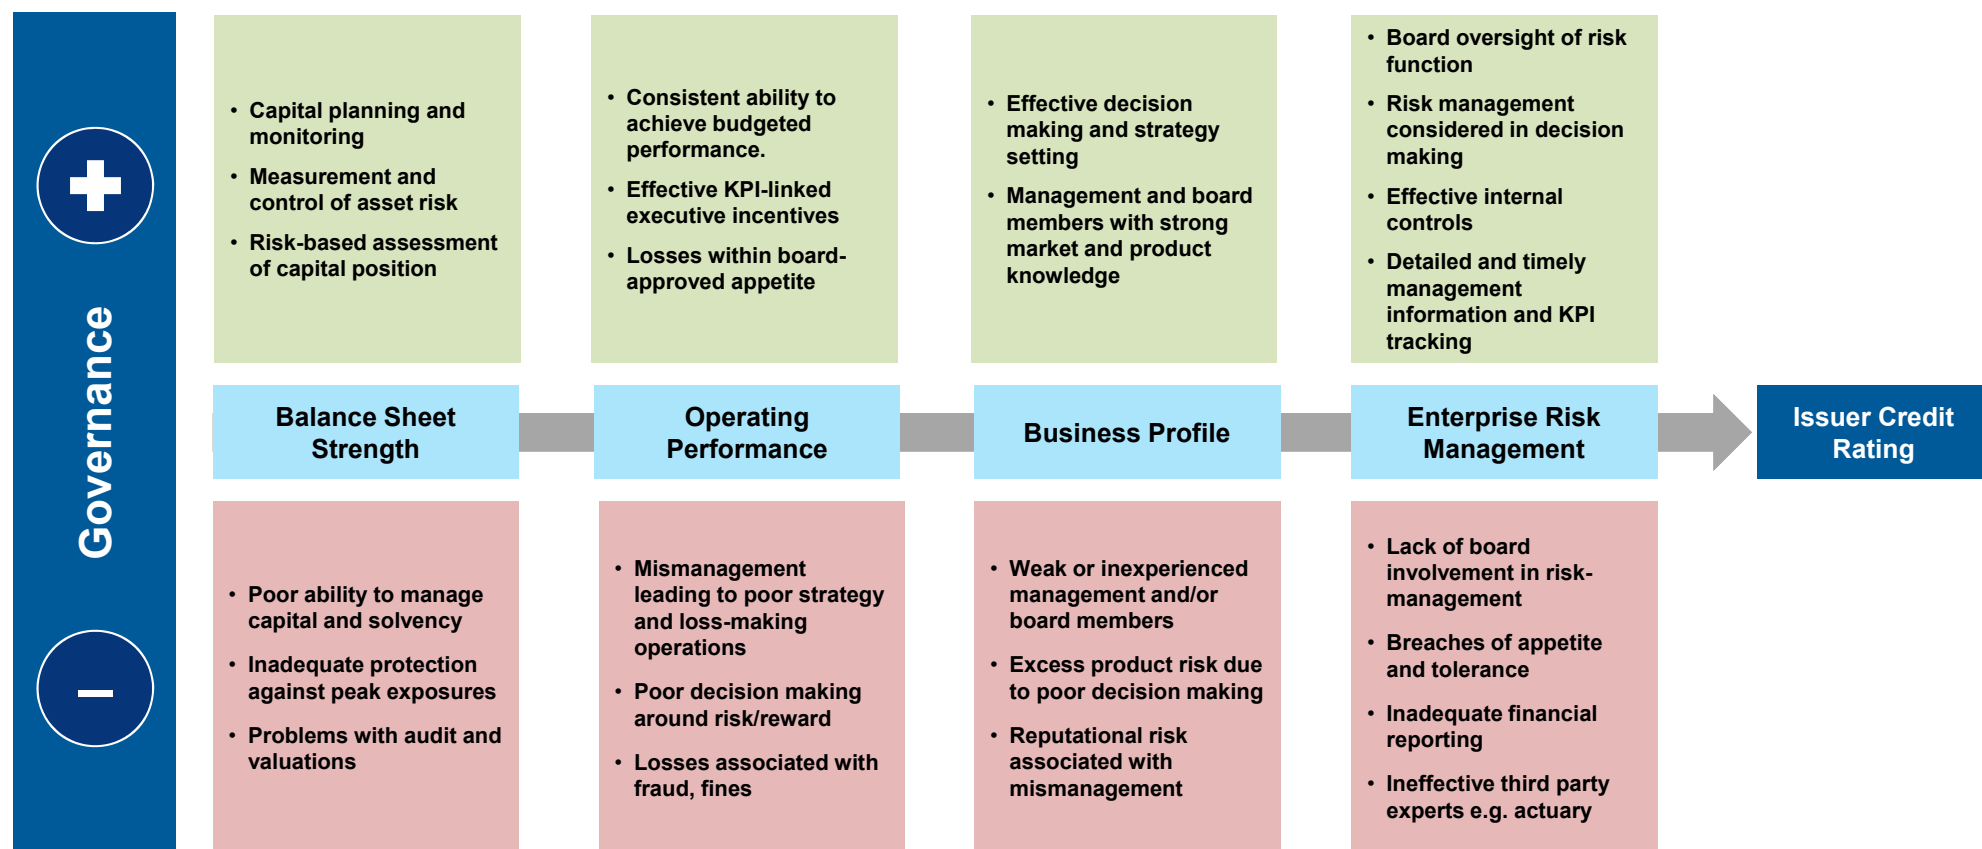 Governance
• Capital planning and
monitoring
• Measurement and
control of asset risk
• Risk-based assessment
of capital position
• Consistent ability to
achieve budgeted
performance.
• Effective KPI-linked
executive incentives
• Losses within board-
approved appetite
• Effective decision
making and strategy
setting
• Management and board
members with strong
market and product
knowledge
• Board oversight of risk
function
• Risk management
considered in decision
making
• Effective internal
controls
• Detailed and timely
management
information and KPI
tracking
Balance Sheet
Strength
Operating
Performance
Business Profile
Enterprise Risk
Management
Issuer Credit
Rating
• Poor ability to manage
capital and solvency
• Inadequate protection
against peak exposures
• Problems with audit and
valuations
• Mismanagement
leading to poor strategy
and loss-making
operations
• Poor decision making
around risk/reward
• Losses associated with
fraud, fines
• Weak or inexperienced
management and/or
board members
• Excess product risk due
to poor decision making
• Reputational risk
associated with
mismanagement
• Lack of board
involvement in risk-
management
• Breaches of appetite
and tolerance
• Inadequate financial
reporting
• Ineffective third party
experts e.g. actuary